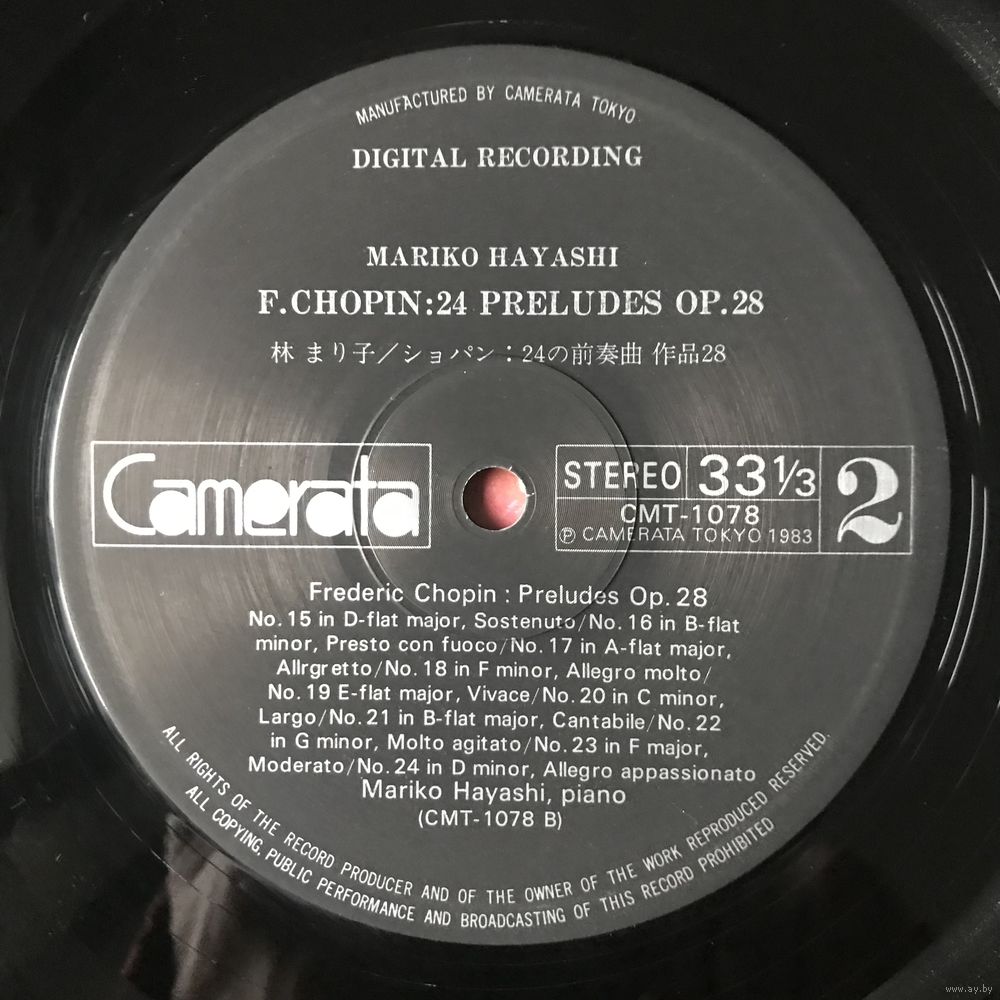 MANUFACTURED BY CAMERATA TOKYO
DIGITAL RECORDING
MARIKO HAYASHI
F.CHOPIN:24 PRELUDES OP.28
林 まり子/ショパン:24の前奏曲 作品28
Camerata
STEREO 33 1/3
CMT-1078
Ⓟ CAMERATA TOKYO 1983
2
Frederic Chopin : Preludes Op. 28
No. 15 in D-flat major, Sostenuto/No. 16 in B-flat
minor, Presto con fuoco/No. 17 in A-flat major,
Allrgretto/No. 18 in F minor, Allegro molto/
No. 19 E-flat major, Vivace/No. 20 in C minor,
Largo/No. 21 in B-flat major, Cantabile/No. 22
in G minor, Molto agitato/No. 23 in F major,
Moderato/No. 24 in D minor, Allegro appassionato
Mariko Hayashi, piano
(CMT-1078 B)
ALL RIGHTS OF THE RECORD PRODUCER AND OF THE OWNER OF THE WORK REPRODUCED RESERVED.
ALL COPYING, PUBLIC PERFORMANCE AND BROADCASTING OF THIS RECORD PROHIBITED
www.ay.by